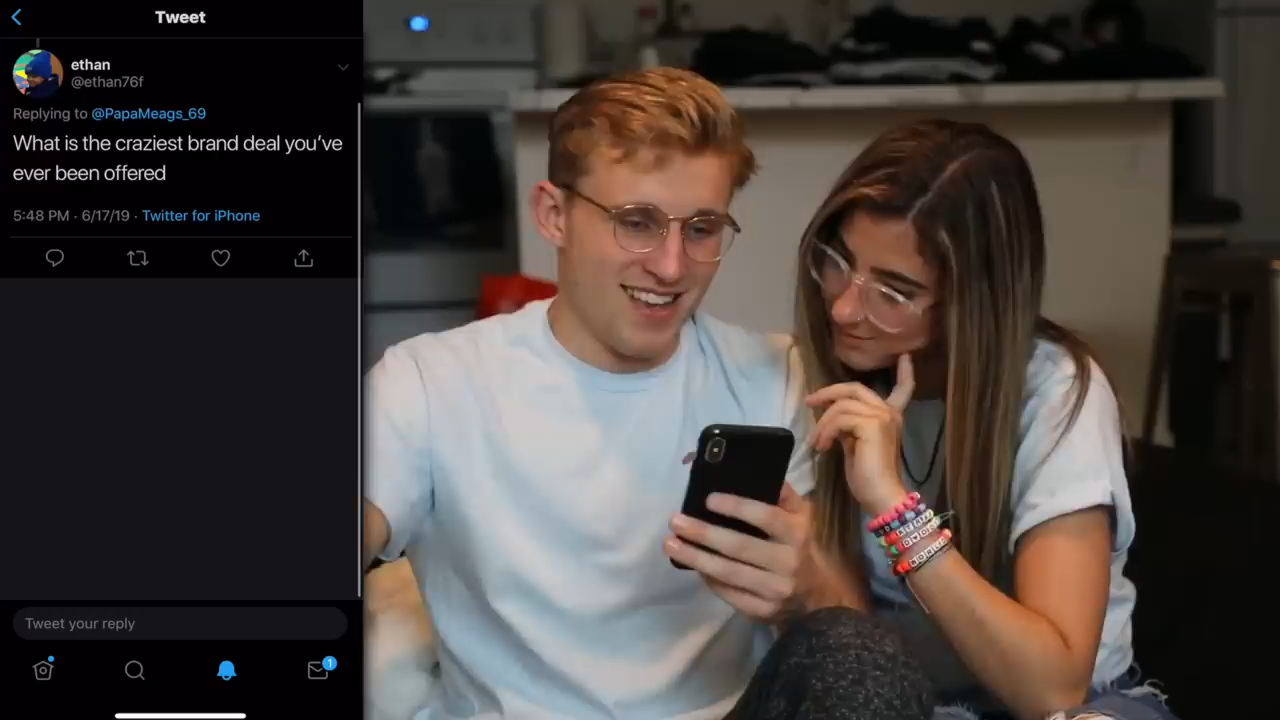 Tweet
ethan
@ethan76f
Replying to @PapaMeags_69
What is the craziest brand deal you've
ever been offered
5:48 PM · 6/17/19 · Twitter for iPhone
Tweet your reply
1